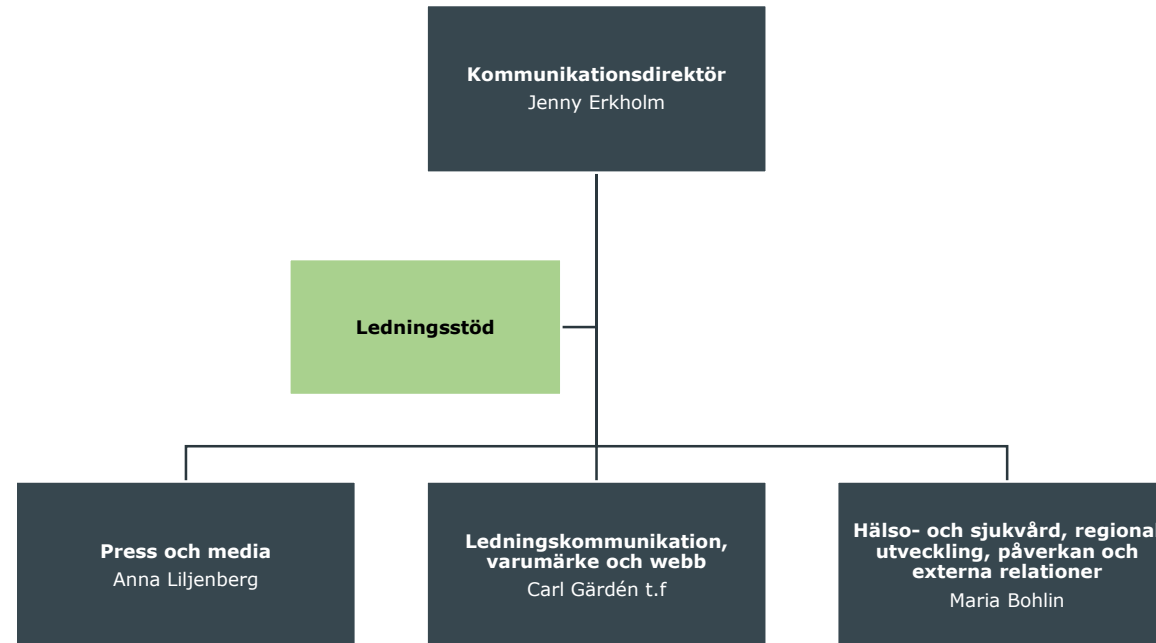 Kommunikationsdirektör
Jenny Erkholm
Ledningsstöd
Press och media
Anna Liljenberg
Ledningskommunikation,
varumärke och webb
Carl Gärdén t.f
Hälso- och sjukvård, regional
utveckling, påverkan och
externa relationer
Maria Bohlin